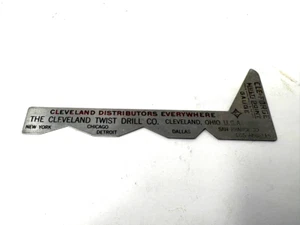 CLEVELAND DISTRIBUTORS EVERYWHERE
THE CLEVELAND TWIST DRILL CO. CLEVELAND, OHIO, U.S.A.
NEW YORK CHICAGO DETROIT DALLAS SAN FRANCISCO LOS ANGELES
GAUGE